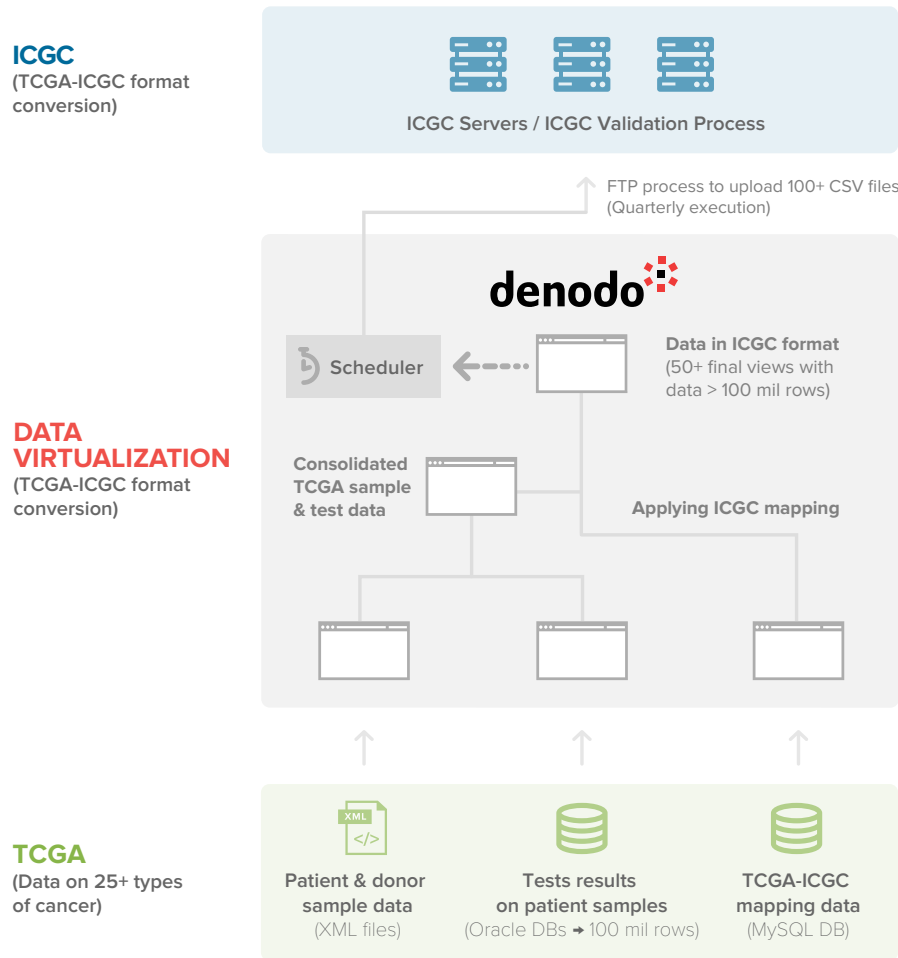 ICGC
(TCGA-ICGC format
conversion)
ICGC Servers / ICGC Validation Process
FTP process to upload 100+ CSV files
(Quarterly execution)
denodo
Scheduler
Data in ICGC format
(50+ final views with
data > 100 mil rows)
DATA
VIRTUALIZATION
(TCGA-ICGC format
conversion)
Consolidated
TCGA sample
& test data
Applying ICGC mapping
TCGA
(Data on 25+ types
of cancer)
XML
</>
Patient & donor
sample data
(XML files)
Tests results
on patient samples
(Oracle DBs → 100 mil rows)
TCGA-ICGC
mapping data
(MySQL DB)